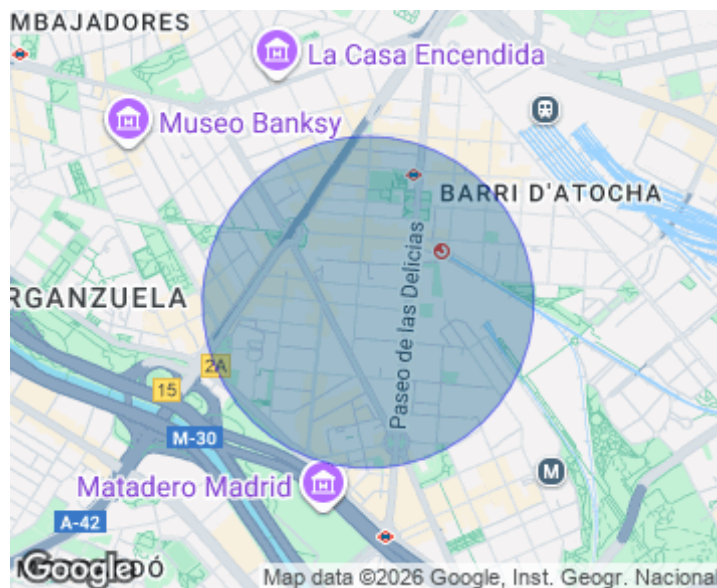 MBAJADORES
La Casa Encendida
Museo Banksy
BARRI D'ATOCHA
Paseo de las Delicias
RGANZUELA
2A
15
M-30
M
Matadero Madrid
A-42
Google
Map data ©2026 Google, Inst. Geogr. Nacional